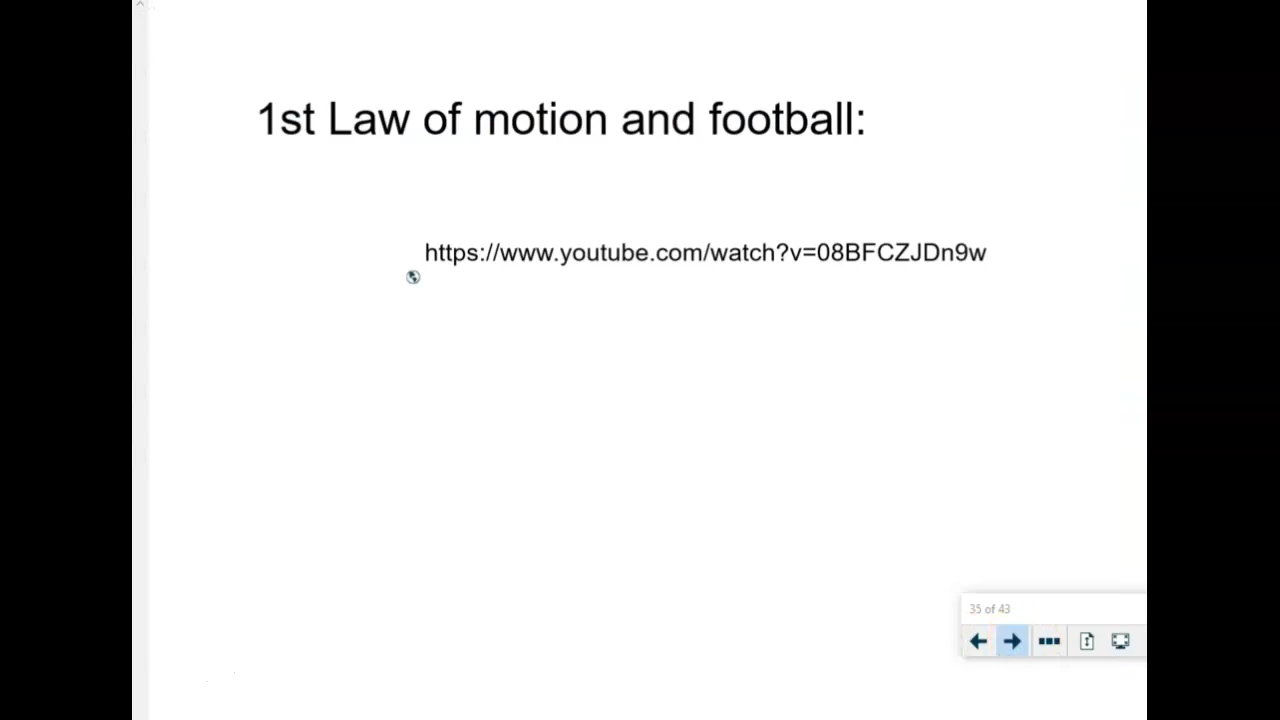 1st Law of motion and football:
https://www.youtube.com/watch?v=08BFCZJDn9w
35 of 43